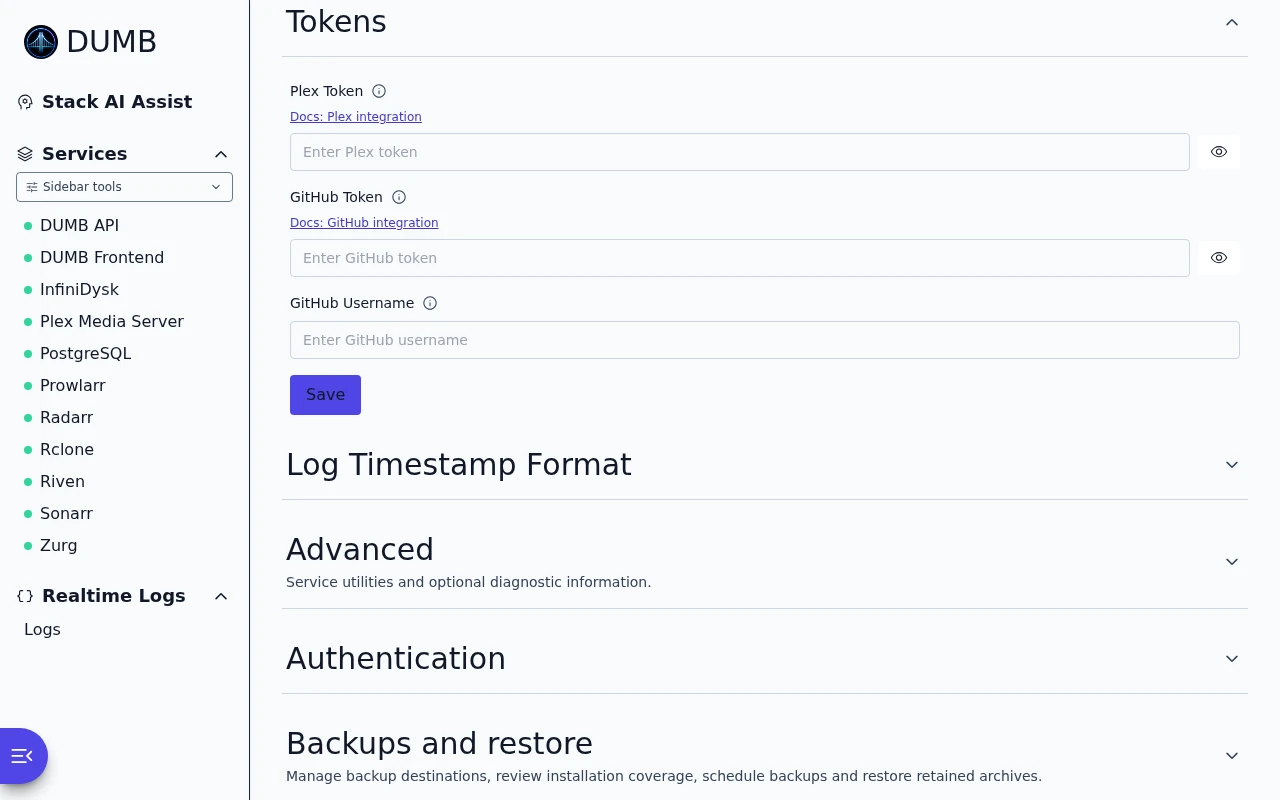 DUMB
Stack AI Assist
Services
Sidebar tools
DUMB API
DUMB Frontend
InfiniDysk
Plex Media Server
PostgreSQL
Prowlarr
Radarr
Rclone
Riven
Sonarr
Zurg
Realtime Logs
Logs
Tokens
Plex Token
Docs: Plex integration
Enter Plex token
GitHub Token
Docs: GitHub integration
Enter GitHub token
GitHub Username
Enter GitHub username
Save
Log Timestamp Format
Advanced
Service utilities and optional diagnostic information.
Authentication
Backups and restore
Manage backup destinations, review installation coverage, schedule backups and restore retained archives.